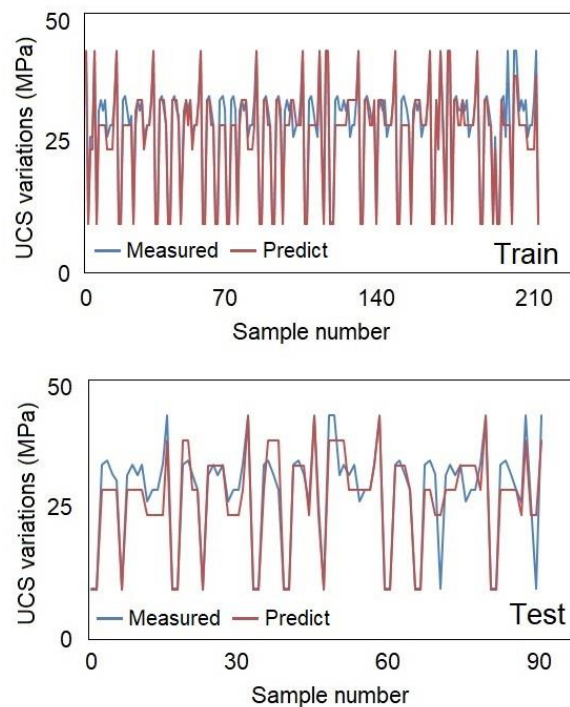 50
UCS variations (MPa)
25
Measured Predict
Train
0
0 70 140 210
Sample number
50
UCS variations (MPa)
25
Measured Predict
Test
0
0 30 60 90
Sample number